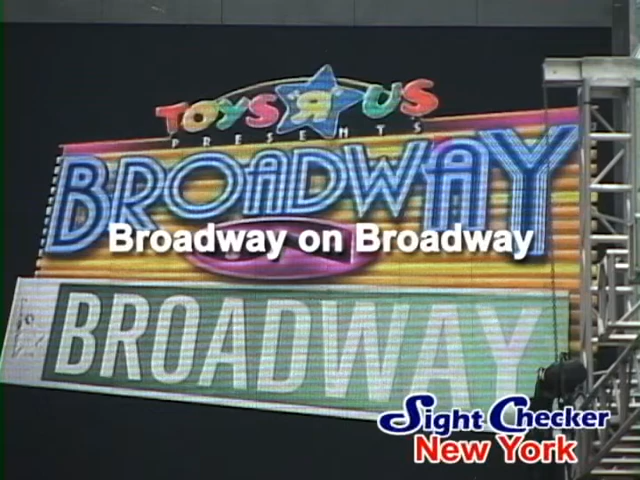 TOYS "R" US
PRESENTS
BROADWAY
Broadway on Broadway
BROADWAY
Sight Checker
New York